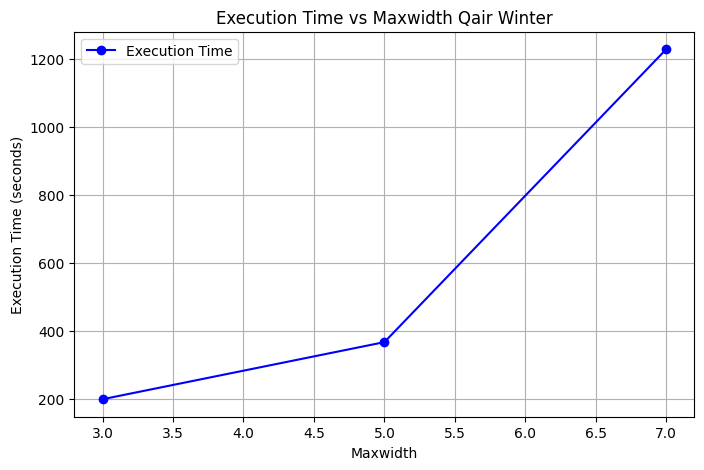 Execution Time vs Maxwidth Qair Winter
Execution Time
1200
1000
800
600
400
200
Execution Time (seconds)
3.0 3.5 4.0 4.5 5.0 5.5 6.0 6.5 7.0
Maxwidth